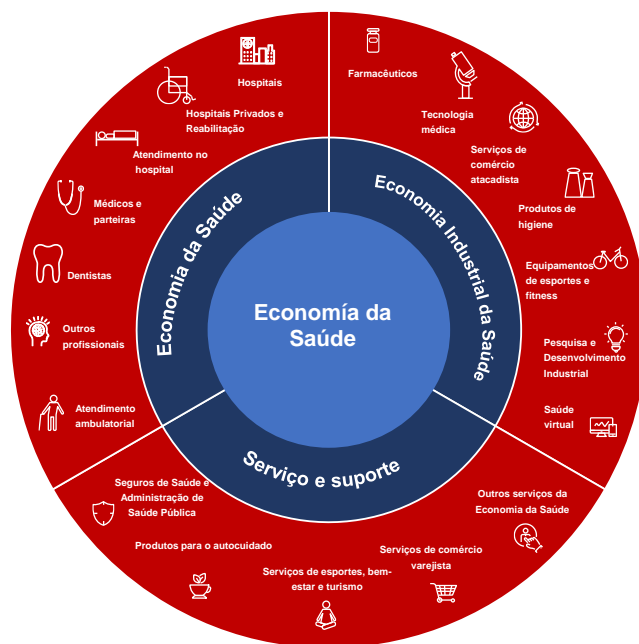 Hospitais
Hospitais Privados e
Reabilitação
Atendimento no
hospital
Médicos e
parteiras
Dentistas
Outros
profissionais
Atendimento
ambulatorial
Farmacêuticos
Tecnologia
médica
Serviços de
comércio
atacadista
Produtos de
higiene
Equipamentos
de esportes e
fitness
Pesquisa e
Desenvolvimento
Industrial
Saúde
virtual
Economia da Saúde
Economia Industrial da Saúde
Economía da
Saúde
Serviço e suporte
Seguros de Saúde e
Administração de
Saúde Pública
Produtos para o autocuidado
Serviços de esportes, bem-
estar e turismo
Serviços de comércio
varejista
Outros serviços da
Economia da Saúde